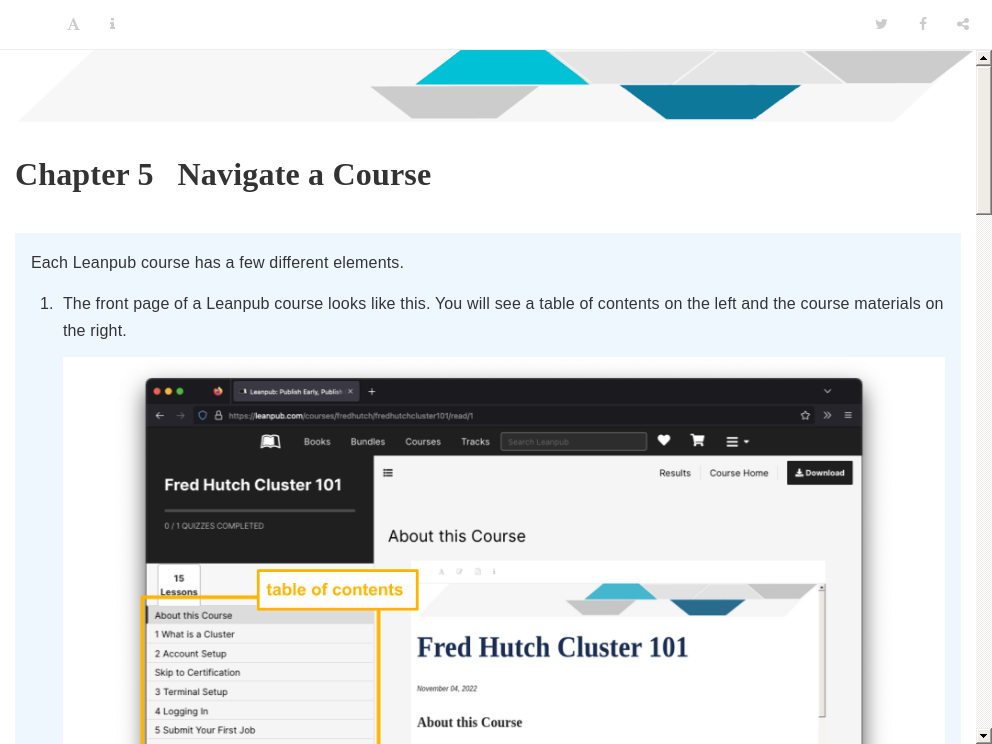 Chapter 5 Navigate a Course
Each Leanpub course has a few different elements.
1. The front page of a Leanpub course looks like this. You will see a table of contents on the left and the course materials on
the right.
Leanpub: Publish Early, Publish
https://leanpub.com/courses/fredhutch/fredhutchcluster101/read/1
Books Bundles Courses Tracks Search Leanpub
Fred Hutch Cluster 101
Results Course Home Download
0 / 1 QUIZZES COMPLETED
About this Course
15
Lessons
table of contents
About this Course
1 What is a Cluster
2 Account Setup
Skip to Certification
3 Terminal Setup
4 Logging In
5 Submit Your First Job
Fred Hutch Cluster 101
November 04, 2022
About this Course